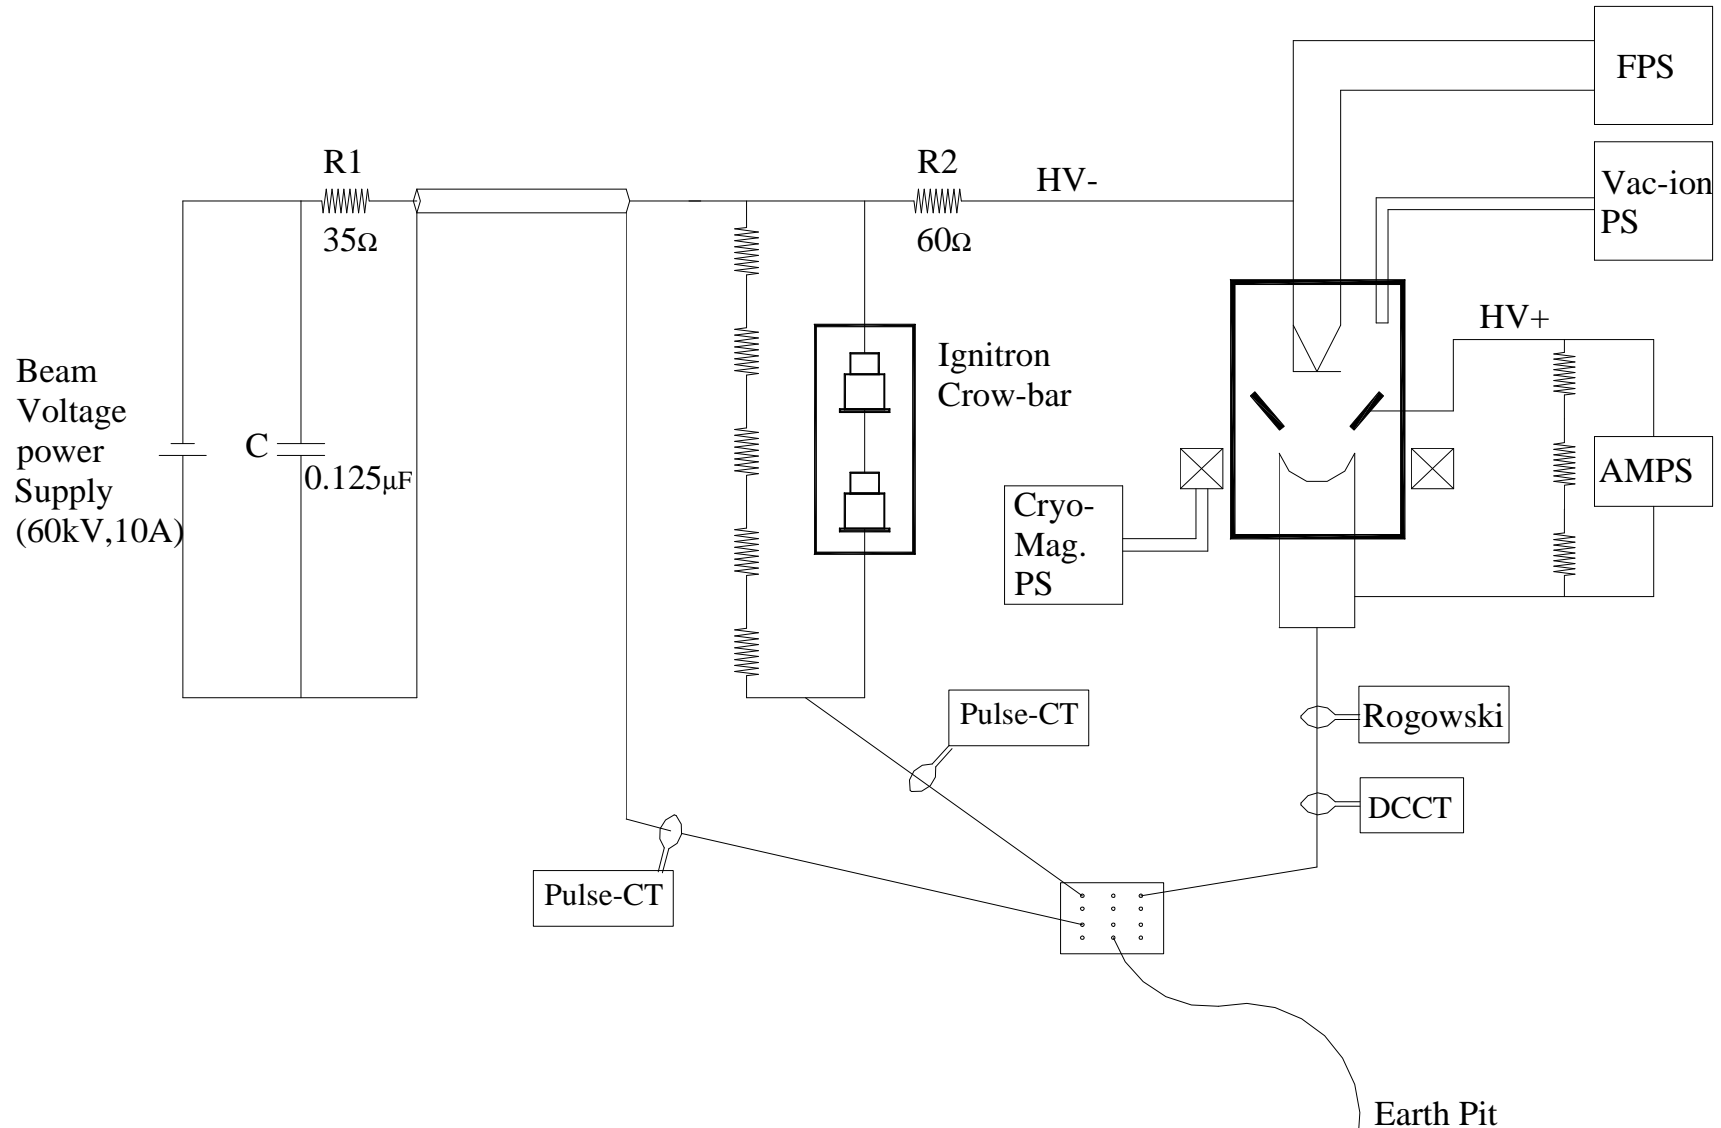 FPS
Vac-ion
PS
R1
35Ω
R2
60Ω
HV-
HV+
Beam
Voltage
power
Supply
(60kV,10A)
C
0.125μF
Ignitron
Crow-bar
AMPS
Cryo-
Mag.
PS
Pulse-CT
Rogowski
DCCT
Pulse-CT
Earth Pit